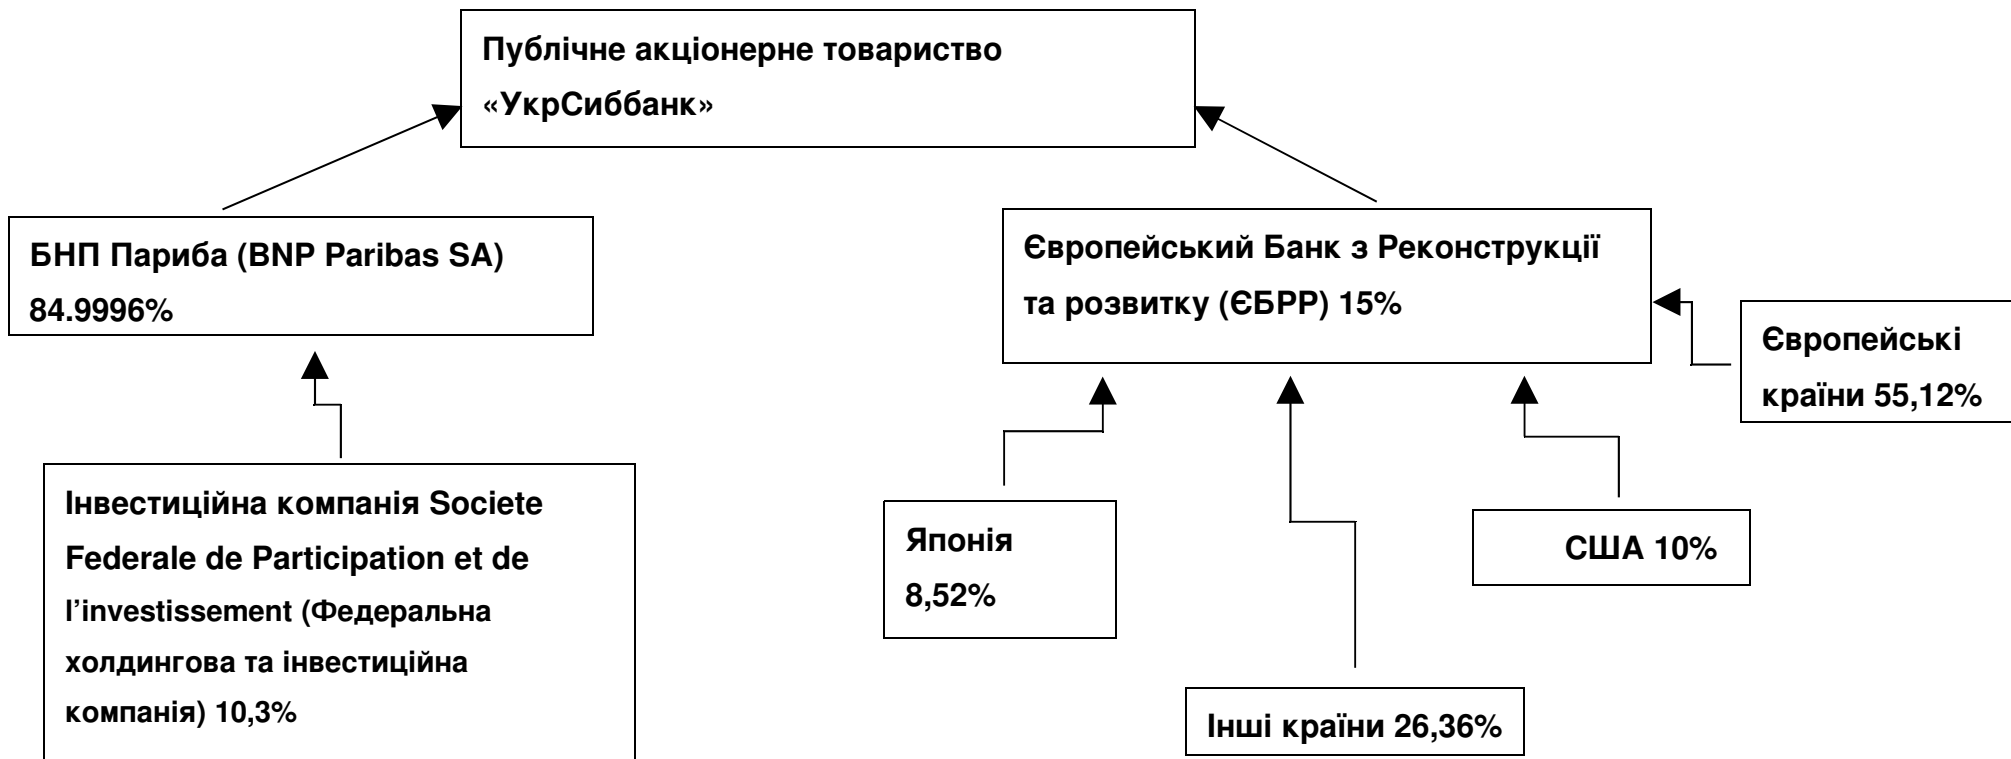 Публічне акціонерне товариство
«УкрСиббанк»
БНП Париба (BNP Paribas SA)
84.9996%
Європейський Банк з Реконструкції
та розвитку (ЄБРР) 15%
Європейські
країни 55,12%
Інвестиційна компанія Societe
Federale de Participation et de
l’investissement (Федеральна
холдингова та інвестиційна
компанія) 10,3%
Японія
8,52%
США 10%
Інші країни 26,36%